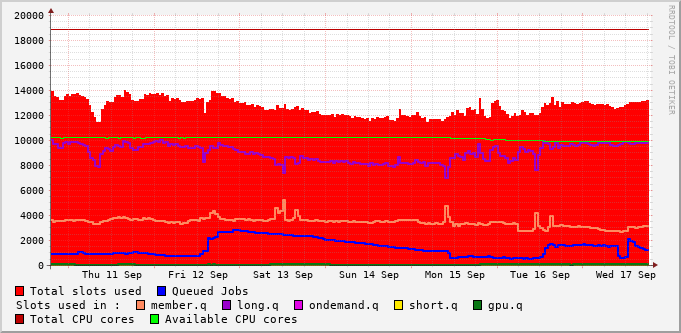 RRDTOOL / TOBI OETIKER
20000
18000
16000
14000
12000
10000
8000
6000
4000
2000
0
Thu 11 Sep Fri 12 Sep Sat 13 Sep Sun 14 Sep Mon 15 Sep Tue 16 Sep Wed 17 Sep
Total slots used Queued Jobs
Slots used in : member.q long.q ondemand.q short.q gpu.q
Total CPU cores Available CPU cores